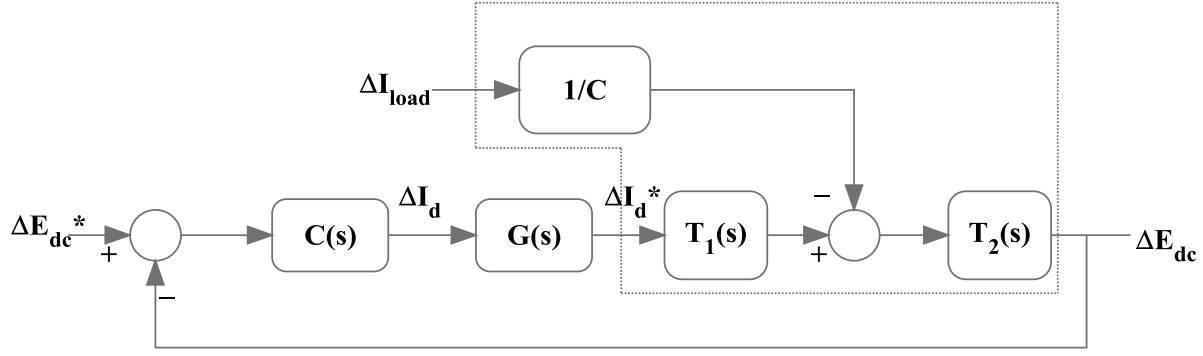 ΔI_load
1/C
−
ΔE_dc*
+
−
C(s)
ΔI_d
G(s)
ΔI_d*
T_1(s)
+
T_2(s)
ΔE_dc